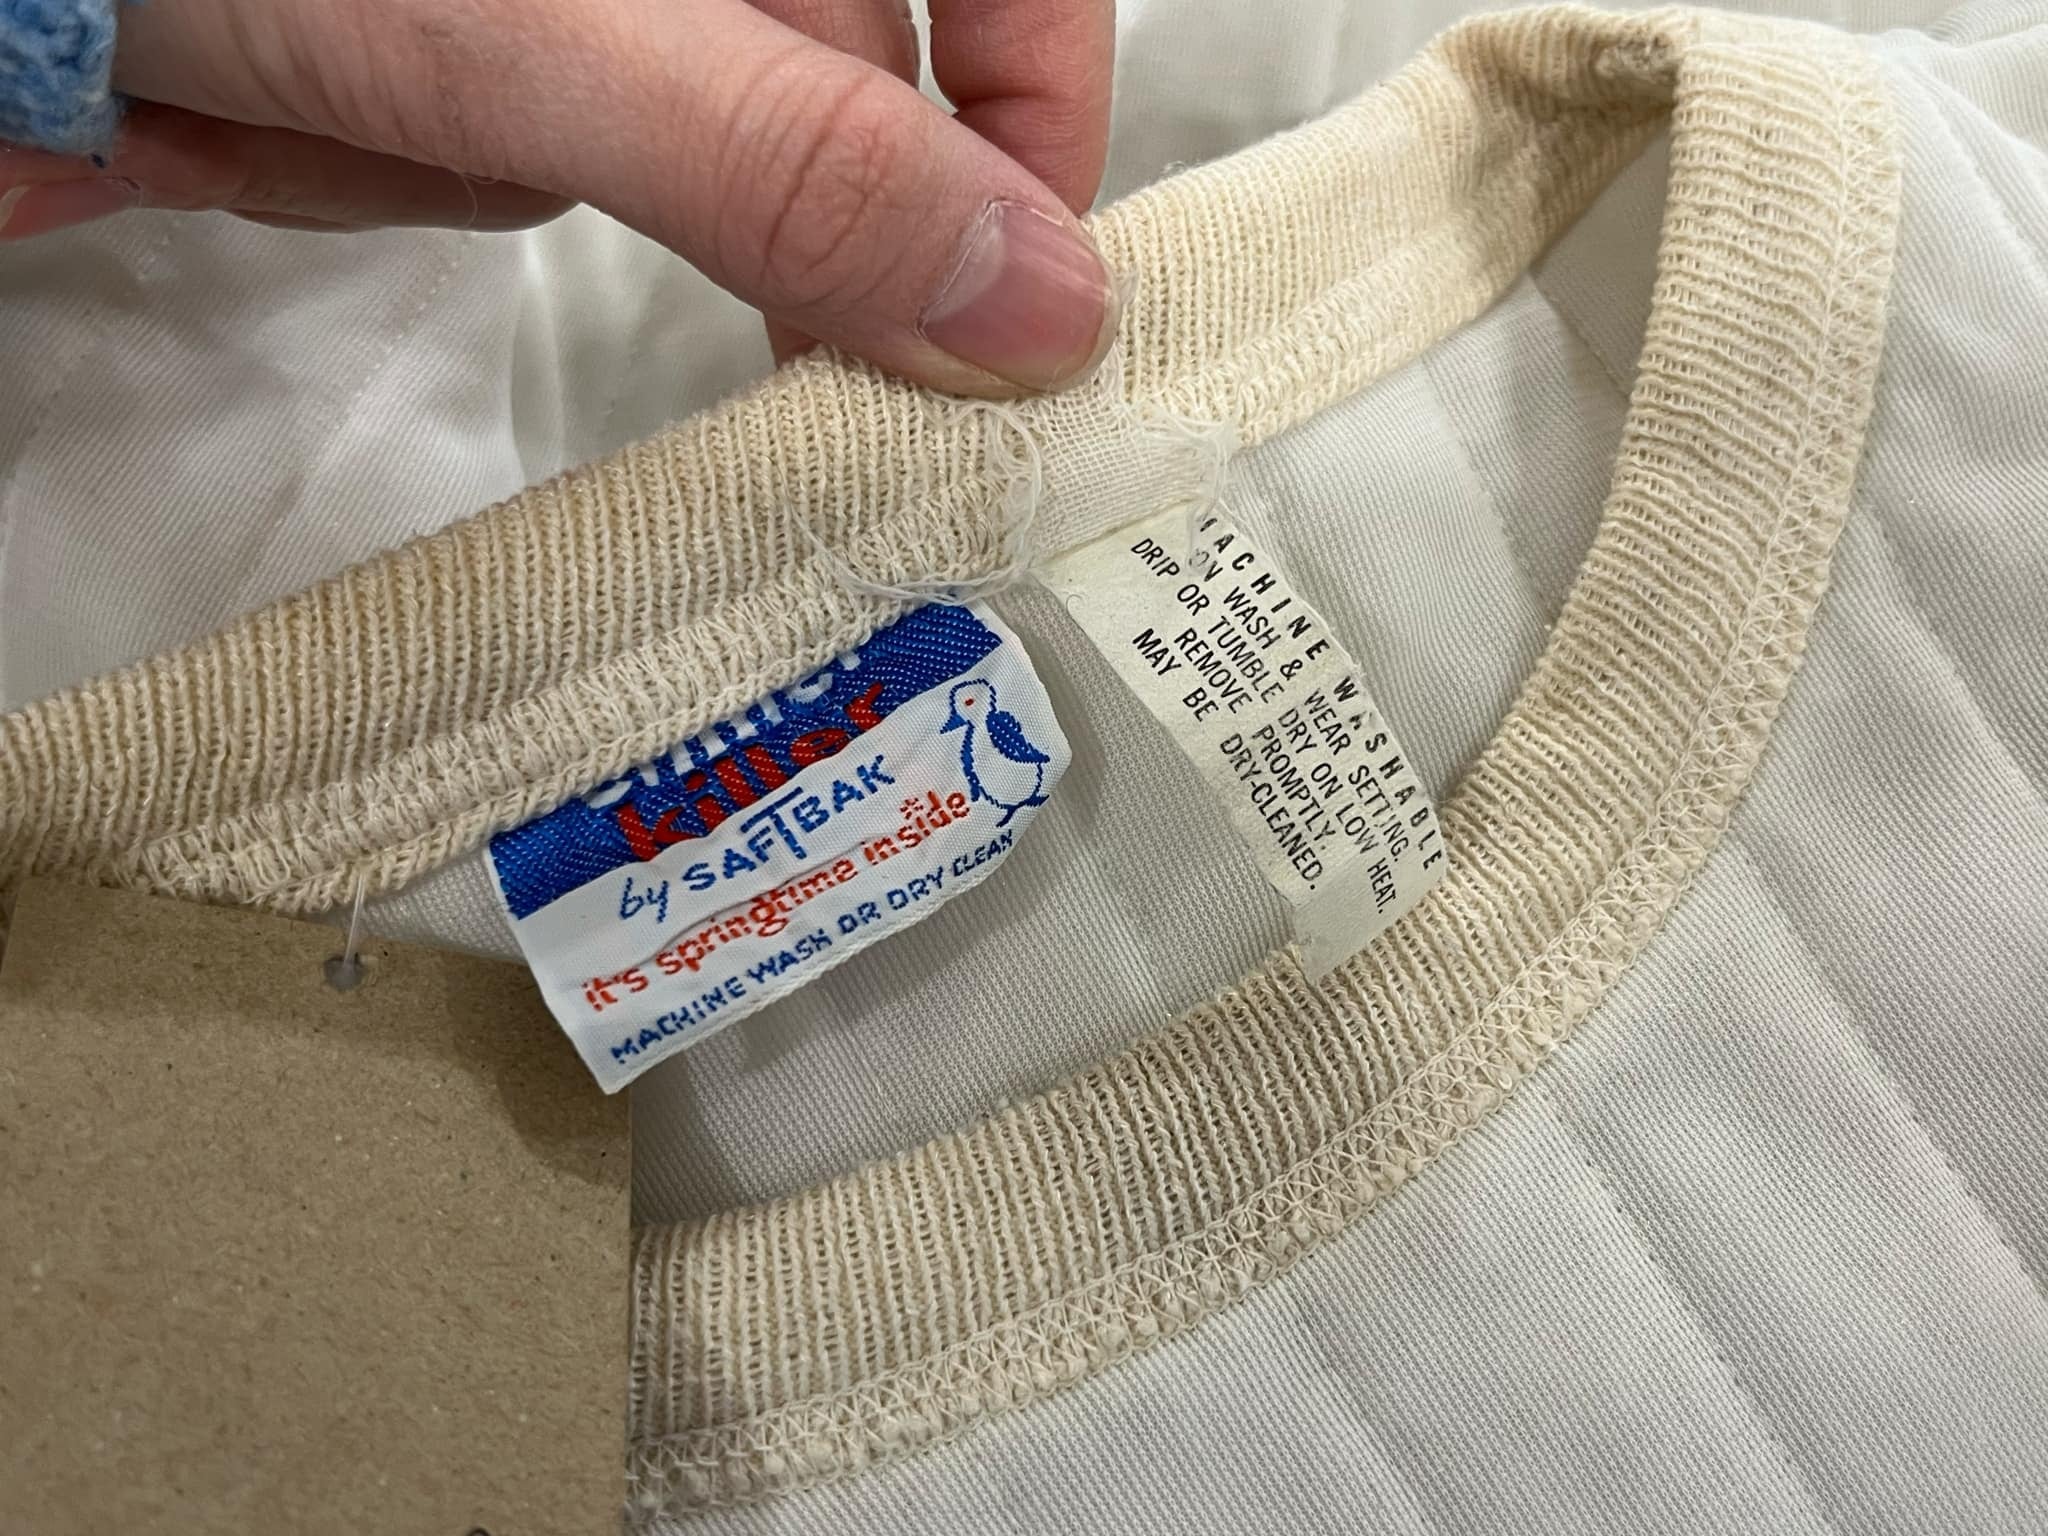 killer
by SAFTBAK
it's springtime inside
MACHINE WASH OR DRY CLEAN
MACHINE WASHABLE
ON WASH & WEAR SETTING.
DRIP OR TUMBLE DRY ON LOW HEAT.
REMOVE PROMPTLY.
MAY BE DRY-CLEANED.